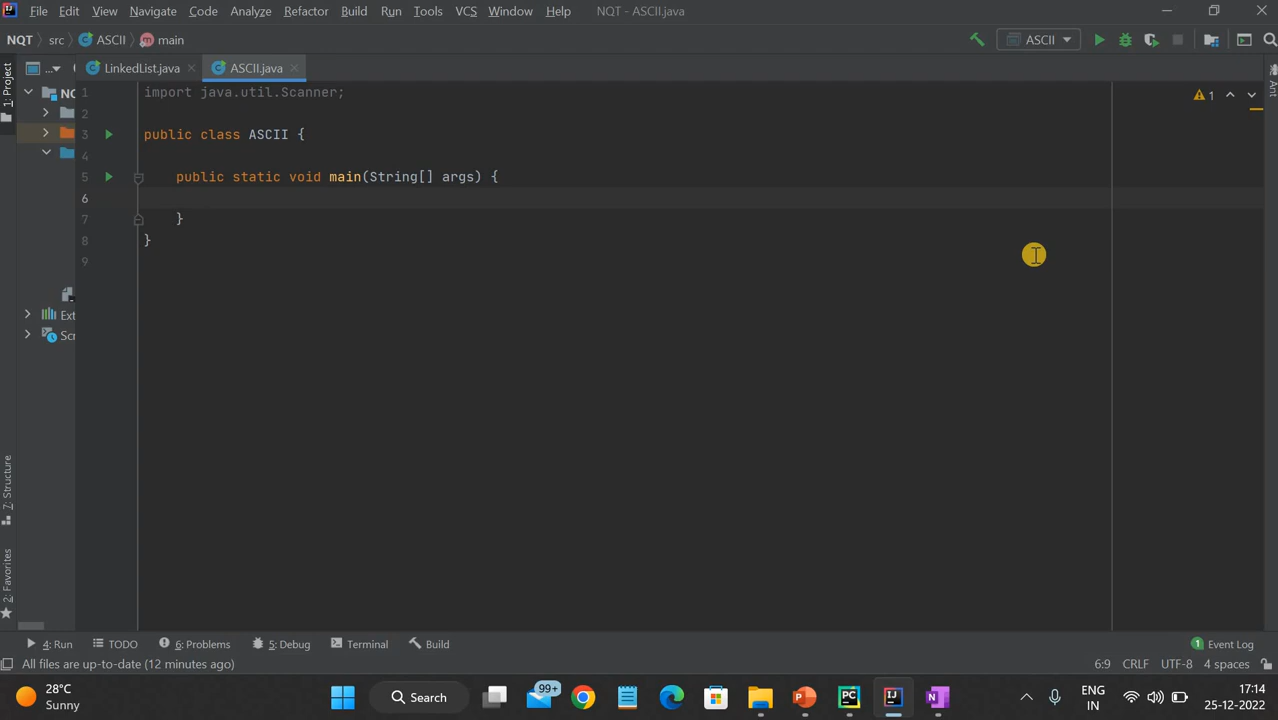 File Edit View Navigate Code Analyze Refactor Build Run Tools VCS Window Help NQT - ASCII.java
NQT src ASCII main ASCII
1: Project
LinkedList.java ASCII.java
NQ
Ext
Scr
1 import java.util.Scanner;
2
3 public class ASCII {
4
5 public static void main(String[] args) {
6
7 }
8 }
9
1
Ant
7: Structure
2: Favorites
4: Run TODO 6: Problems 5: Debug Terminal Build 1 Event Log
All files are up-to-date (12 minutes ago) 6:9 CRLF UTF-8 4 spaces
28°C
Sunny
Search
99+
PC
IJ
N
ENG
IN
17:14
25-12-2022